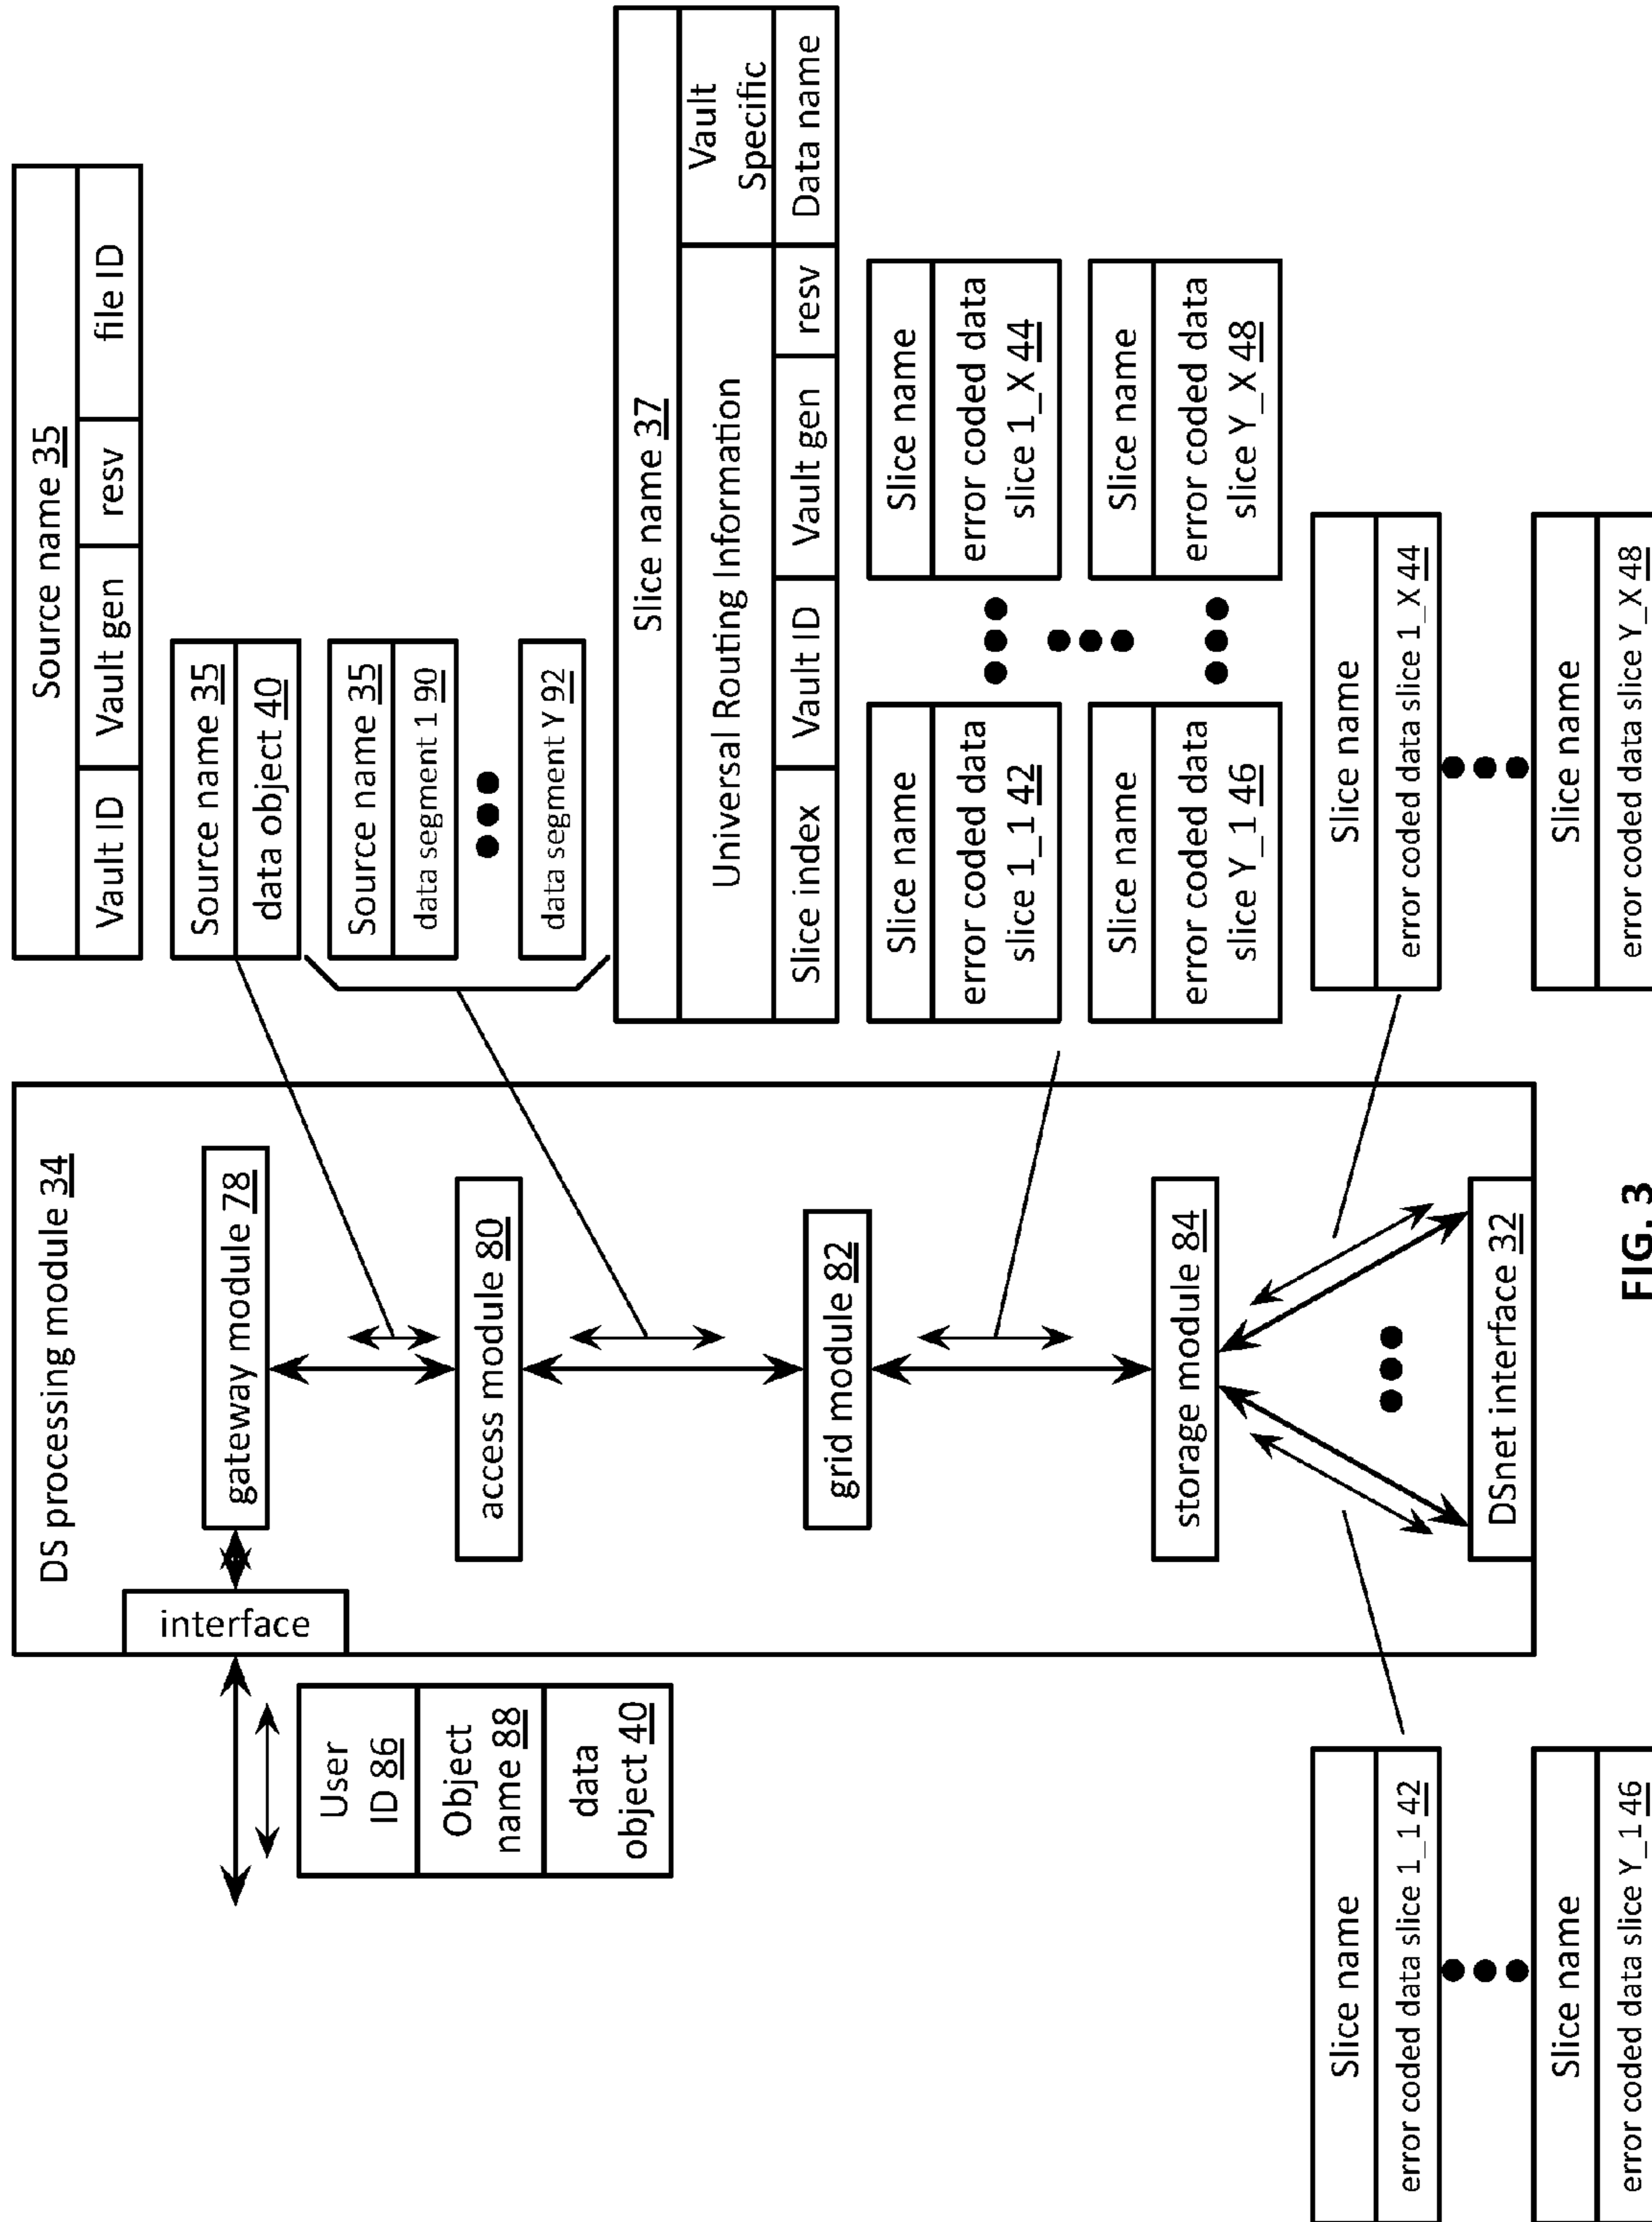 DS processing module 34
interface
gateway module 78
access module 80
grid module 82
storage module 84
DSnet interface 32
User
ID 86
Object
name 88
data
object 40
Source name 35
Vault ID
Vault gen
resv
file ID
Source name 35
data object 40
Source name 35
data segment 1 90
data segment Y 92
Slice name 37
Universal Routing Information
Vault
Specific
Slice index
Vault ID
Vault gen
resv
Data name
Slice name
error coded data
slice 1_1 42
Slice name
error coded data
slice 1_X 44
Slice name
error coded data
slice Y_1 46
Slice name
error coded data
slice Y_X 48
Slice name
error coded data slice 1_1 42
Slice name
error coded data slice Y_1 46
Slice name
error coded data slice 1_X 44
Slice name
error coded data slice Y_X 48
FIG. 3